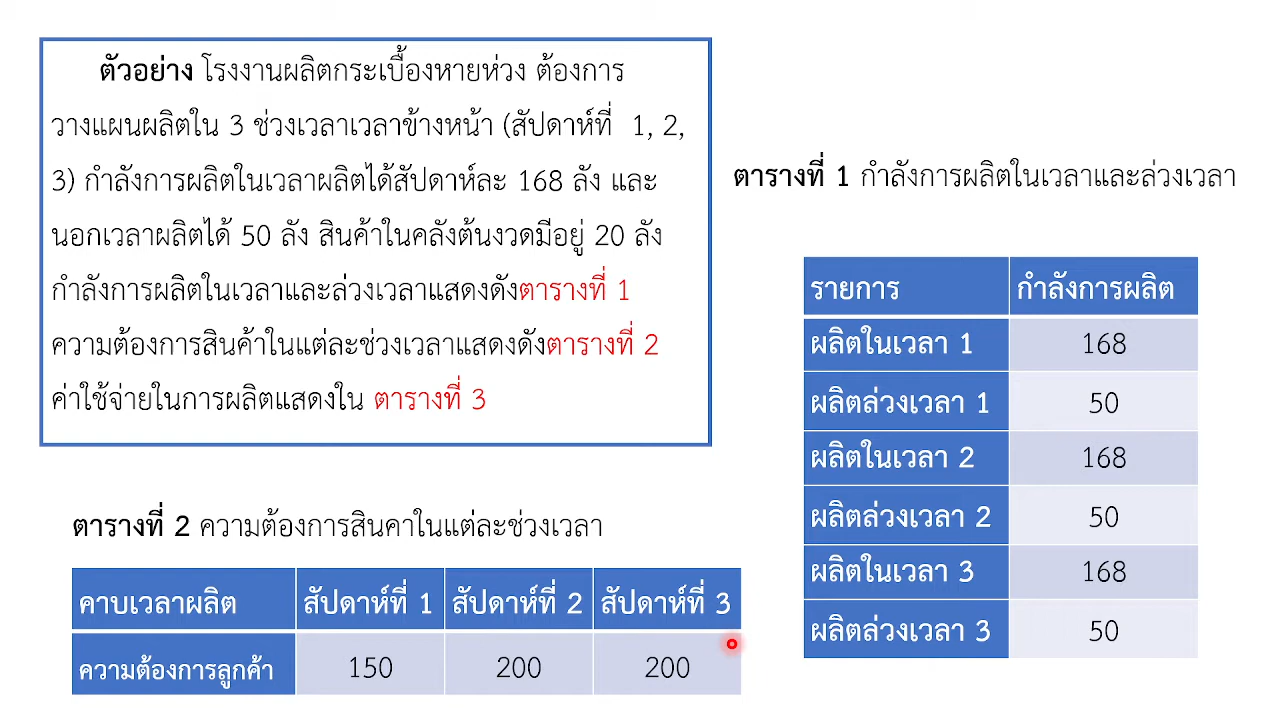 ตัวอย่าง โรงงานผลิตกระเบื้องหายห่วง ต้องการ
วางแผนผลิตใน 3 ช่วงเวลาเวลาข้างหน้า (สัปดาห์ที่ 1, 2,
3) กำลังการผลิตในเวลาผลิตได้สัปดาห์ละ 168 ลัง และ
นอกเวลาผลิตได้ 50 ลัง สินค้าในคลังต้นงวดมีอยู่ 20 ลัง
กำลังการผลิตในเวลาและล่วงเวลาแสดงดังตารางที่ 1
ความต้องการสินค้าในแต่ละช่วงเวลาแสดงดังตารางที่ 2
ค่าใช้จ่ายในการผลิตแสดงใน ตารางที่ 3
ตารางที่ 1 กำลังการผลิตในเวลาและล่วงเวลา
รายการ กำลังการผลิต
ผลิตในเวลา 1 168
ผลิตล่วงเวลา 1 50
ผลิตในเวลา 2 168
ผลิตล่วงเวลา 2 50
ผลิตในเวลา 3 168
ผลิตล่วงเวลา 3 50
ตารางที่ 2 ความต้องการสินคาในแต่ละช่วงเวลา
คาบเวลาผลิต สัปดาห์ที่ 1 สัปดาห์ที่ 2 สัปดาห์ที่ 3
ความต้องการลูกค้า 150 200 200